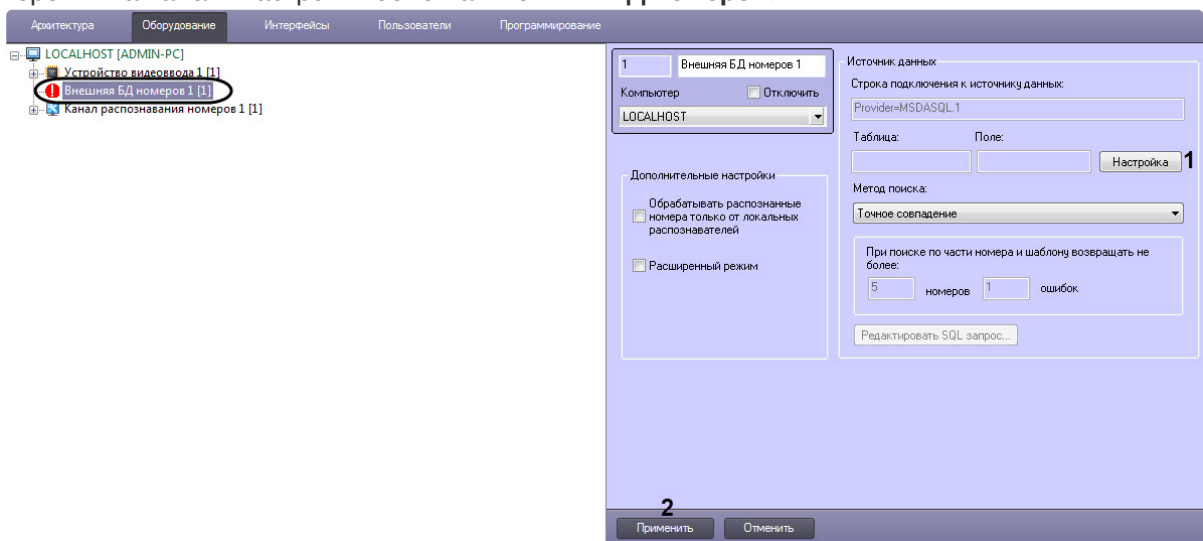 Архитектура Оборудование Интерфейсы Пользователи Программирование
LOCALHOST [ADMIN-PC]
Устройство видеоввода 1 [1]
Внешняя БД номеров 1 [1]
Канал распознавания номеров 1 [1]
1 Внешняя БД номеров 1
Компьютер Отключить
LOCALHOST
Дополнительные настройки
Обрабатывать распознанные
номера только от локальных
распознавателей
Расширенный режим
Источник данных
Строка подключения к источнику данных:
Provider=MSDASQL.1
Таблица: Поле:
Настройка 1
Метод поиска:
Точное совпадение
При поиске по части номера и шаблону возвращать не
более:
5 номеров 1 ошибок
Редактировать SQL запрос...
2
Применить Отменить